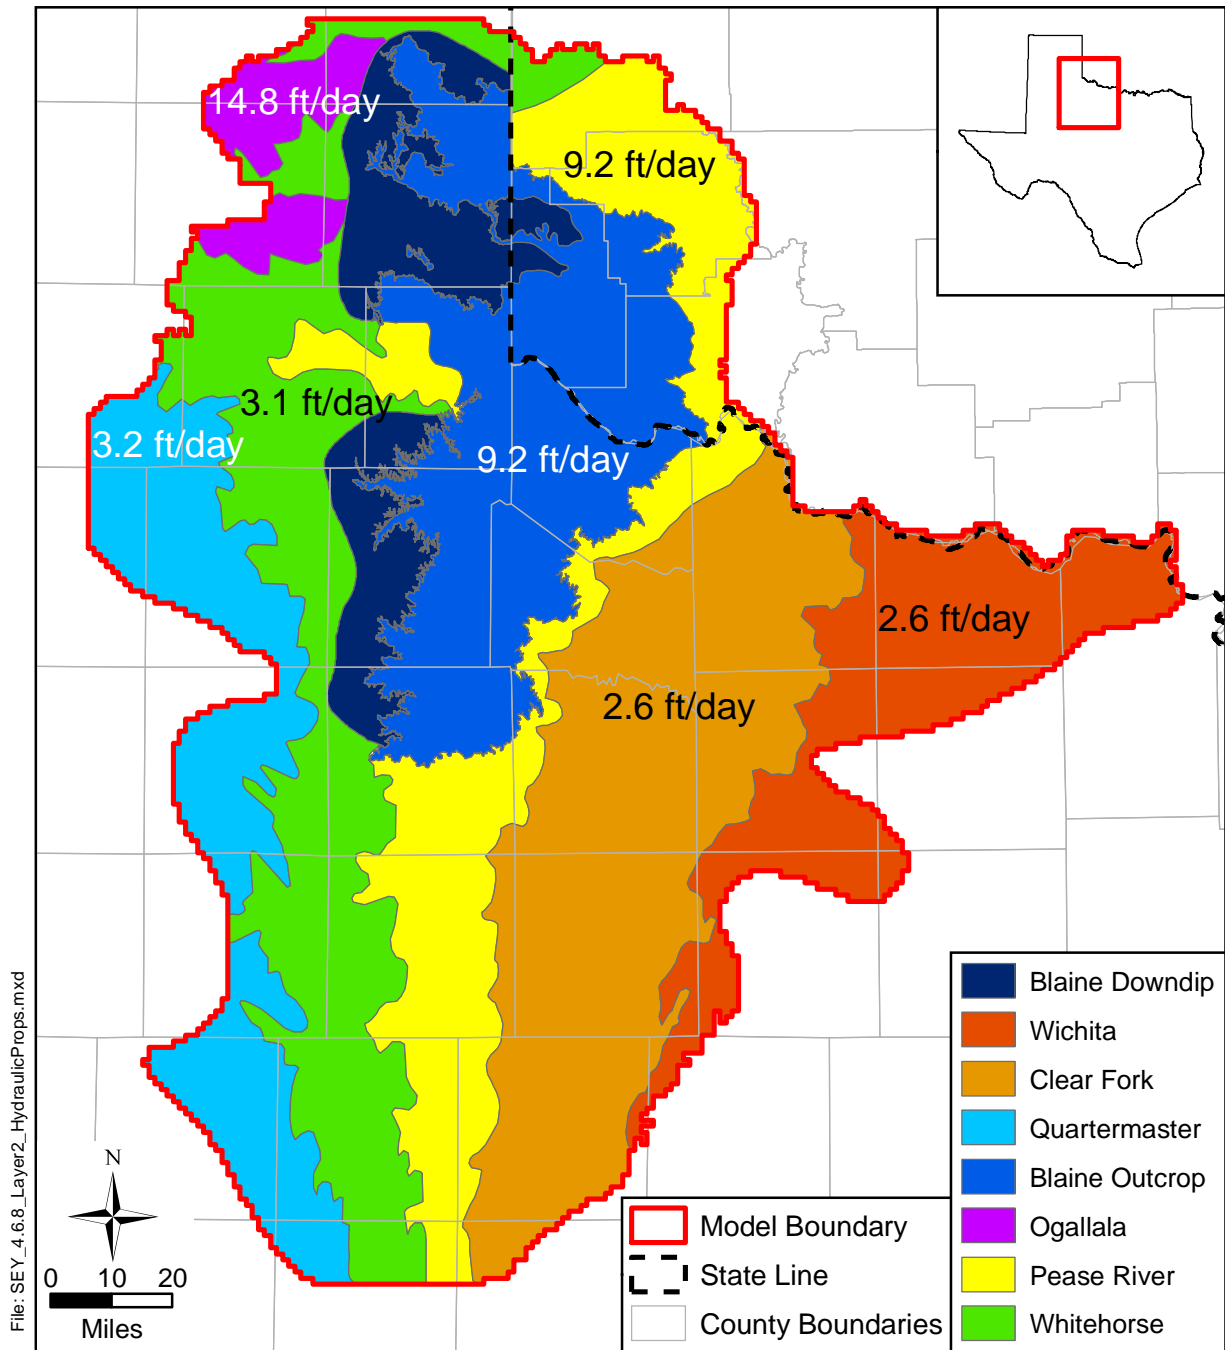 14.8 ft/day
9.2 ft/day
3.1 ft/day
3.2 ft/day
9.2 ft/day
2.6 ft/day
2.6 ft/day
File: SEY_4.6.8_Layer2_HydraulicProps.mxd
N
0 10 20
Miles
Model Boundary
State Line
County Boundaries
Blaine Downdip
Wichita
Clear Fork
Quartermaster
Blaine Outcrop
Ogallala
Pease River
Whitehorse